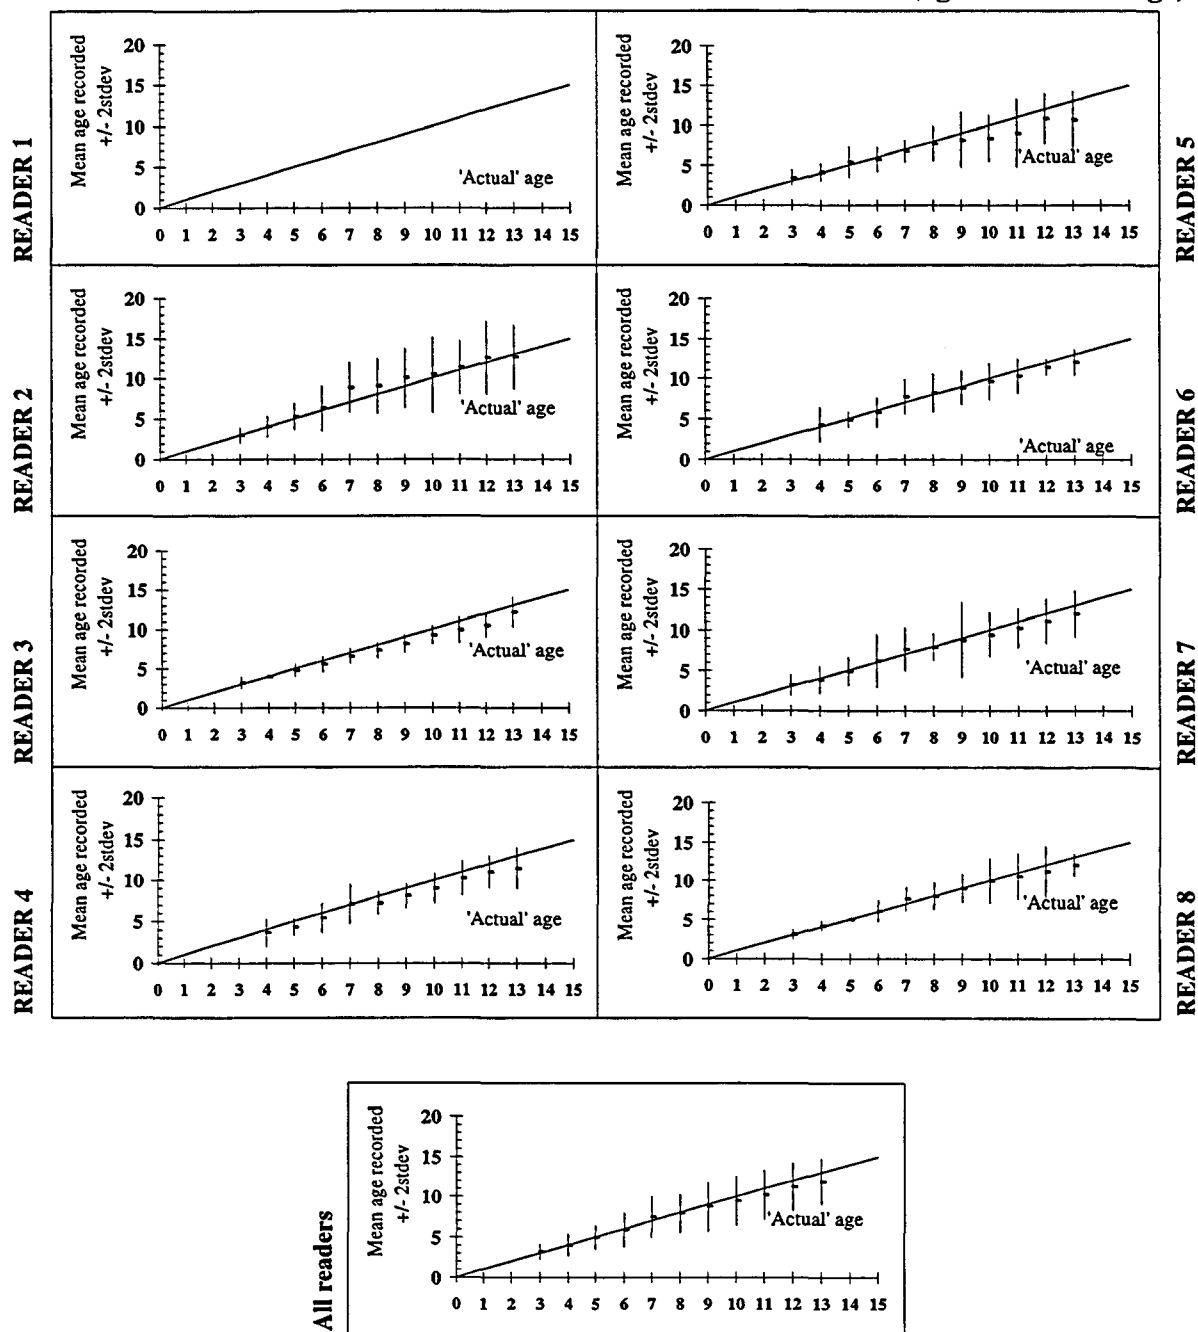 READER 1
Mean age recorded
+/- 2stdev
20
15
10
5
0
'Actual' age
0 1 2 3 4 5 6 7 8 9 10 11 12 13 14 15
READER 5
Mean age recorded
+/- 2stdev
20
15
10
5
0
'Actual' age
0 1 2 3 4 5 6 7 8 9 10 11 12 13 14 15
READER 2
Mean age recorded
+/- 2stdev
20
15
10
5
0
'Actual' age
0 1 2 3 4 5 6 7 8 9 10 11 12 13 14 15
READER 6
Mean age recorded
+/- 2stdev
20
15
10
5
0
'Actual' age
0 1 2 3 4 5 6 7 8 9 10 11 12 13 14 15
READER 3
Mean age recorded
+/- 2stdev
20
15
10
5
0
'Actual' age
0 1 2 3 4 5 6 7 8 9 10 11 12 13 14 15
READER 7
Mean age recorded
+/- 2stdev
20
15
10
5
0
'Actual' age
0 1 2 3 4 5 6 7 8 9 10 11 12 13 14 15
READER 4
Mean age recorded
+/- 2stdev
20
15
10
5
0
'Actual' age
0 1 2 3 4 5 6 7 8 9 10 11 12 13 14 15
READER 8
Mean age recorded
+/- 2stdev
20
15
10
5
0
'Actual' age
0 1 2 3 4 5 6 7 8 9 10 11 12 13 14 15
All readers
Mean age recorded
+/- 2stdev
20
15
10
5
0
'Actual' age
0 1 2 3 4 5 6 7 8 9 10 11 12 13 14 15